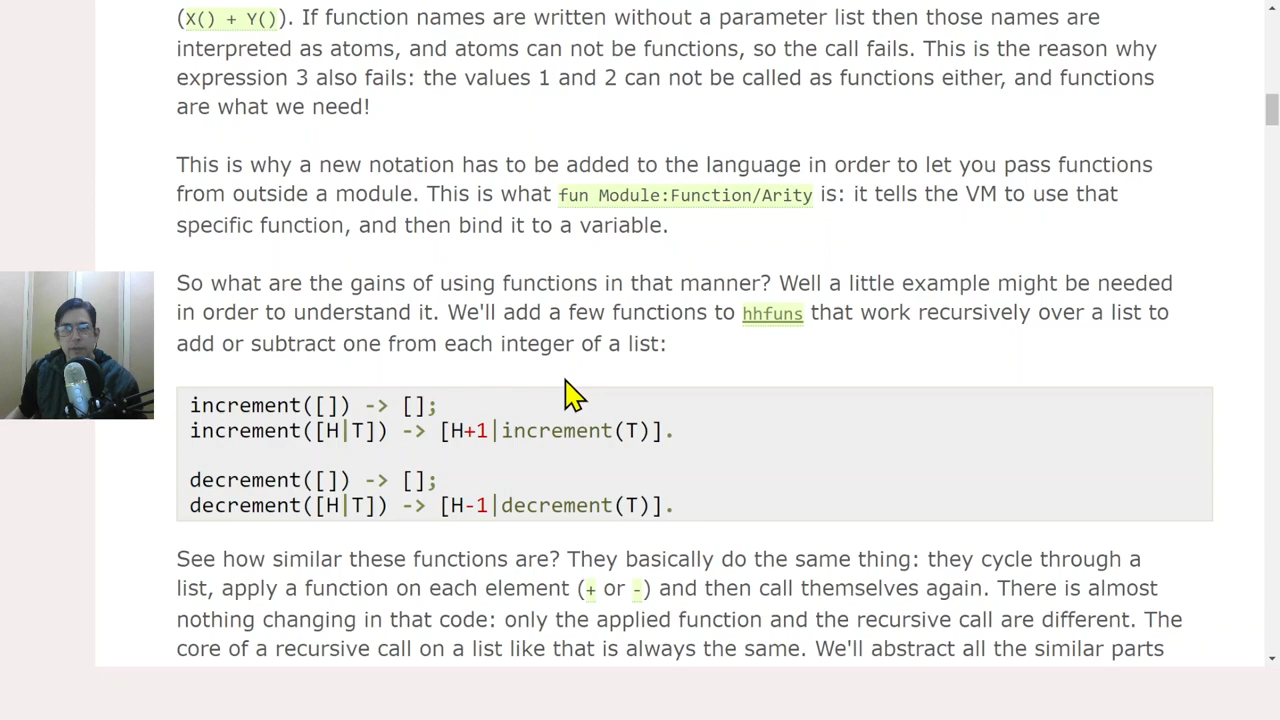 (X() + Y()). If function names are written without a parameter list then those names are
interpreted as atoms, and atoms can not be functions, so the call fails. This is the reason why
expression 3 also fails: the values 1 and 2 can not be called as functions either, and functions
are what we need!
This is why a new notation has to be added to the language in order to let you pass functions
from outside a module. This is what fun Module:Function/Arity is: it tells the VM to use that
specific function, and then bind it to a variable.
So what are the gains of using functions in that manner? Well a little example might be needed
in order to understand it. We'll add a few functions to hhfuns that work recursively over a list to
add or subtract one from each integer of a list:
increment([]) -> [];
increment([H|T]) -> [H+1|increment(T)].
decrement([]) -> [];
decrement([H|T]) -> [H-1|decrement(T)].
See how similar these functions are? They basically do the same thing: they cycle through a
list, apply a function on each element (+ or -) and then call themselves again. There is almost
nothing changing in that code: only the applied function and the recursive call are different. The
core of a recursive call on a list like that is always the same. We'll abstract all the similar parts